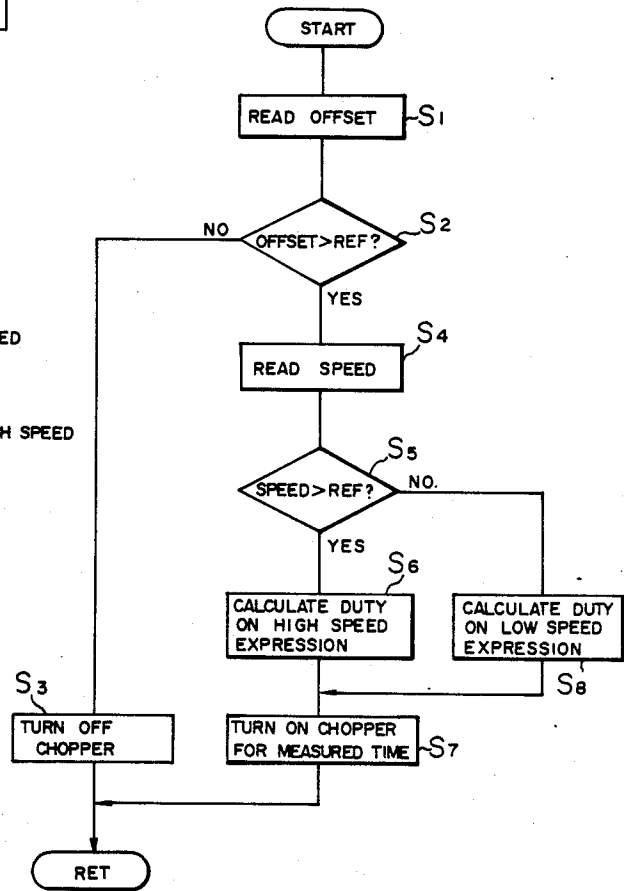 START
READ OFFSET
S1
OFFSET>REF?
S2
NO
YES
READ SPEED
S4
ED
H SPEED
SPEED>REF?
S5
NO.
YES
CALCULATE DUTY
ON HIGH SPEED
EXPRESSION
S6
CALCULATE DUTY
ON LOW SPEED
EXPRESSION
S8
S3
TURN OFF
CHOPPER
TURN ON CHOPPER
FOR MEASURED TIME
S7
RET